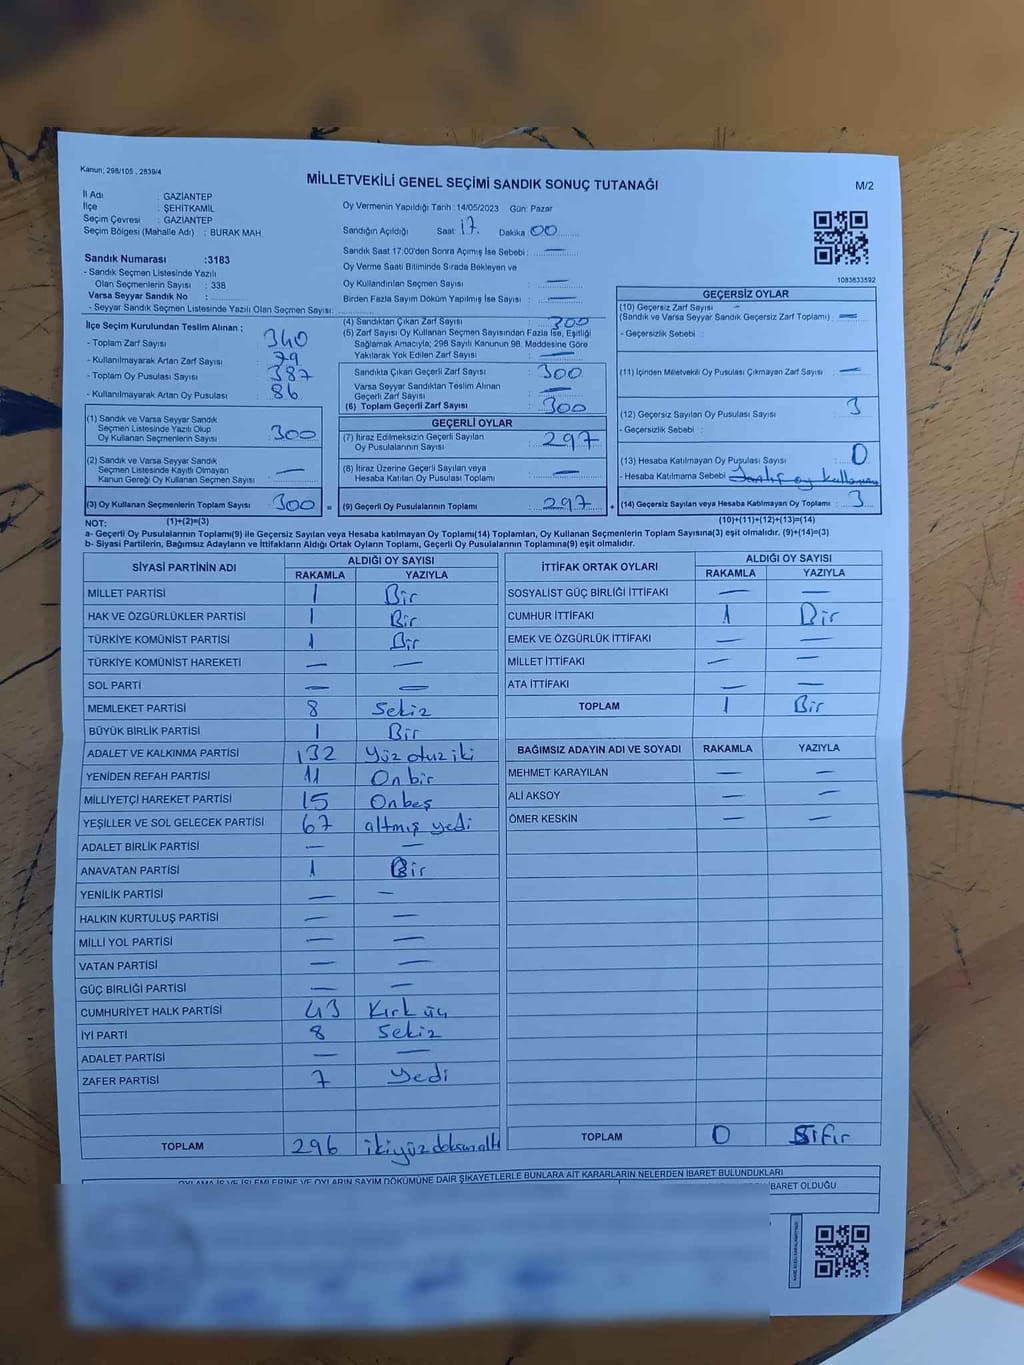 Kanun; 298/105 , 2839/4
MİLLETVEKİLİ GENEL SEÇİMİ SANDIK SONUÇ TUTANAĞI
M/2
İl Adı : GAZİANTEP
İlçe : ŞEHİTKAMİL
Seçim Çevresi : GAZİANTEP
Seçim Bölgesi (Mahalle Adı) : BURAK MAH.
Oy Vermenin Yapıldığı Tarih : 14/05/2023 Gün: Pazar
Sandığın Açıldığı Saat: 17. Dakika : 00
Sandık Saat 17:00'den Sonra Açılmış İse Sebebi : —
Oy Verme Saati Bitiminde Sırada Bekleyen ve
Oy Kullandırılan Seçmen Sayısı : —
Birden Fazla Sayım Döküm Yapılmış İse Sayısı : —
1083633592
Sandık Numarası :3183
- Sandık Seçmen Listesinde Yazılı
Olan Seçmenlerin Sayısı : 338
Varsa Seyyar Sandık No :
- Seyyar Sandık Seçmen Listesinde Yazılı Olan Seçmen Sayısı:
İlçe Seçim Kurulundan Teslim Alınan ;
- Toplam Zarf Sayısı 340
- Kullanılmayarak Artan Zarf Sayısı 79
- Toplam Oy Pusulası Sayısı 387
- Kullanılmayarak Artan Oy Pusulası 86
(1) Sandık ve Varsa Seyyar Sandık
Seçmen Listesinde Yazılı Olup
Oy Kullanan Seçmenlerin Sayısı : 300
(2) Sandık ve Varsa Seyyar Sandık
Seçmen Listesinde Kayıtlı Olmayan
Kanun Gereği Oy Kullanan Seçmen Sayısı : —
(3) Oy Kullanan Seçmenlerin Toplam Sayısı : 300 =
(4) Sandıktan Çıkan Zarf Sayısı : 300
(5) Zarf Sayısı Oy Kullanan Seçmen Sayısından Fazla İse, Eşitliği
Sağlamak Amacıyla; 298 Sayılı Kanunun 98. Maddesine Göre
Yakılarak Yok Edilen Zarf Sayısı : —
Sandıkta Çıkan Geçerli Zarf Sayısı : 300
Varsa Seyyar Sandıktan Teslim Alınan
Geçerli Zarf Sayısı : —
(6) Toplam Geçerli Zarf Sayısı : 300
GEÇERLİ OYLAR
(7) İtiraz Edilmeksizin Geçerli Sayılan
Oy Pusulalarının Sayısı : 297
(8) İtiraz Üzerine Geçerli Sayılan veya
Hesaba Katılan Oy Pusulası Toplamı : —
(9) Geçerli Oy Pusulalarının Toplamı : 297 +
GEÇERSİZ OYLAR
(10) Geçersiz Zarf Sayısı
(Sandık ve Varsa Seyyar Sandık Geçersiz Zarf Toplamı) : —
- Geçersizlik Sebebi :
(11) İçinden Milletvekili Oy Pusulası Çıkmayan Zarf Sayısı : —
(12) Geçersiz Sayılan Oy Pusulası Sayısı : 3
- Geçersizlik Sebebi :
(13) Hesaba Katılmayan Oy Pusulası Sayısı : 0
- Hesaba Katılmama Sebebi : Yanlış oy kullanımı
(14) Geçersiz Sayılan veya Hesaba Katılmayan Oy Toplamı : 3
NOT: (1)+(2)=(3) (10)+(11)+(12)+(13)=(14)
a- Geçerli Oy Pusulalarının Toplamı(9) ile Geçersiz Sayılan veya Hesaba katılmayan Oy Toplamı(14) Toplamları, Oy Kullanan Seçmenlerin Toplam Sayısına(3) eşit olmalıdır. (9)+(14)=(3)
b- Siyasi Partilerin, Bağımsız Adayların ve İttifakların Aldığı Ortak Oyların Toplamı, Geçerli Oy Pusulalarının Toplamına(9) eşit olmalıdır.
SİYASİ PARTİNİN ADI ALDIĞI OY SAYISI
RAKAMLA YAZIYLA
MİLLET PARTİSİ 1 Bir
HAK VE ÖZGÜRLÜKLER PARTİSİ 1 Bir
TÜRKİYE KOMÜNİST PARTİSİ 1 Bir
TÜRKİYE KOMÜNİST HAREKETİ — —
SOL PARTİ — —
MEMLEKET PARTİSİ 8 Sekiz
BÜYÜK BİRLİK PARTİSİ 1 Bir
ADALET VE KALKINMA PARTİSİ 132 Yüz otuz iki
YENİDEN REFAH PARTİSİ 11 On bir
MİLLİYETÇİ HAREKET PARTİSİ 15 Onbeş
YEŞİLLER VE SOL GELECEK PARTİSİ 67 altmış yedi
ADALET BİRLİK PARTİSİ — —
ANAVATAN PARTİSİ 1 Bir
YENİLİK PARTİSİ — —
HALKIN KURTULUŞ PARTİSİ — —
MİLLİ YOL PARTİSİ — —
VATAN PARTİSİ — —
GÜÇ BİRLİĞİ PARTİSİ — —
CUMHURİYET HALK PARTİSİ 43 Kırk üç
İYİ PARTİ 8 Sekiz
ADALET PARTİSİ — —
ZAFER PARTİSİ 7 Yedi
TOPLAM 296 ikiyüz doksan altı
İTTİFAK ORTAK OYLARI ALDIĞI OY SAYISI
RAKAMLA YAZIYLA
SOSYALİST GÜÇ BİRLİĞİ İTTİFAKI — —
CUMHUR İTTİFAKI 1 Bir
EMEK VE ÖZGÜRLÜK İTTİFAKI — —
MİLLET İTTİFAKI — —
ATA İTTİFAKI — —
TOPLAM 1 Bir
BAĞIMSIZ ADAYIN ADI VE SOYADI RAKAMLA YAZIYLA
MEHMET KARAYILAN — —
ALİ AKSOY — —
ÖMER KESKİN — —
TOPLAM 0 Sıfır
OYLAMA İŞ VE İŞLEMLERİNE VE OYLARIN SAYIM DÖKÜMÜNE DAİR ŞİKAYETLERLE BUNLARA AİT KARARLARIN NELERDEN İBARET BULUNDUKLARI
İBARET OLDUĞU